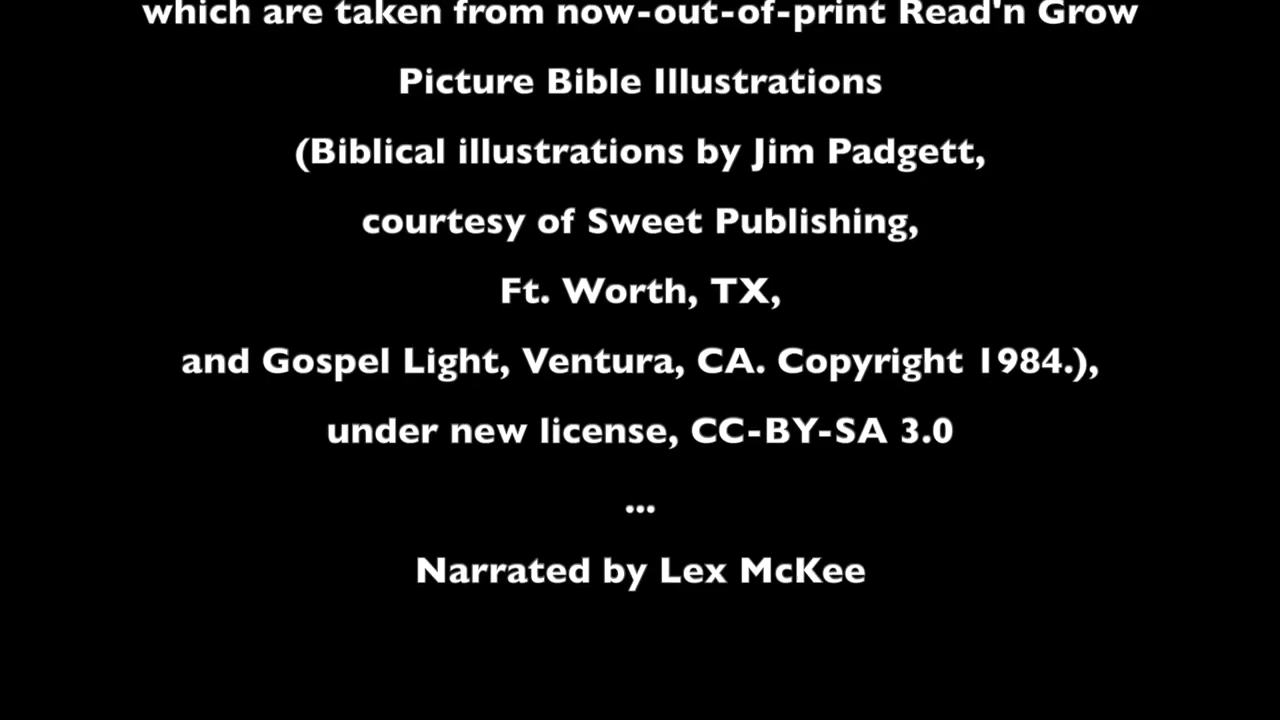 which are taken from now-out-of-print Read'n Grow
Picture Bible Illustrations
(Biblical illustrations by Jim Padgett,
courtesy of Sweet Publishing,
Ft. Worth, TX,
and Gospel Light, Ventura, CA. Copyright 1984.),
under new license, CC-BY-SA 3.0
...
Narrated by Lex McKee